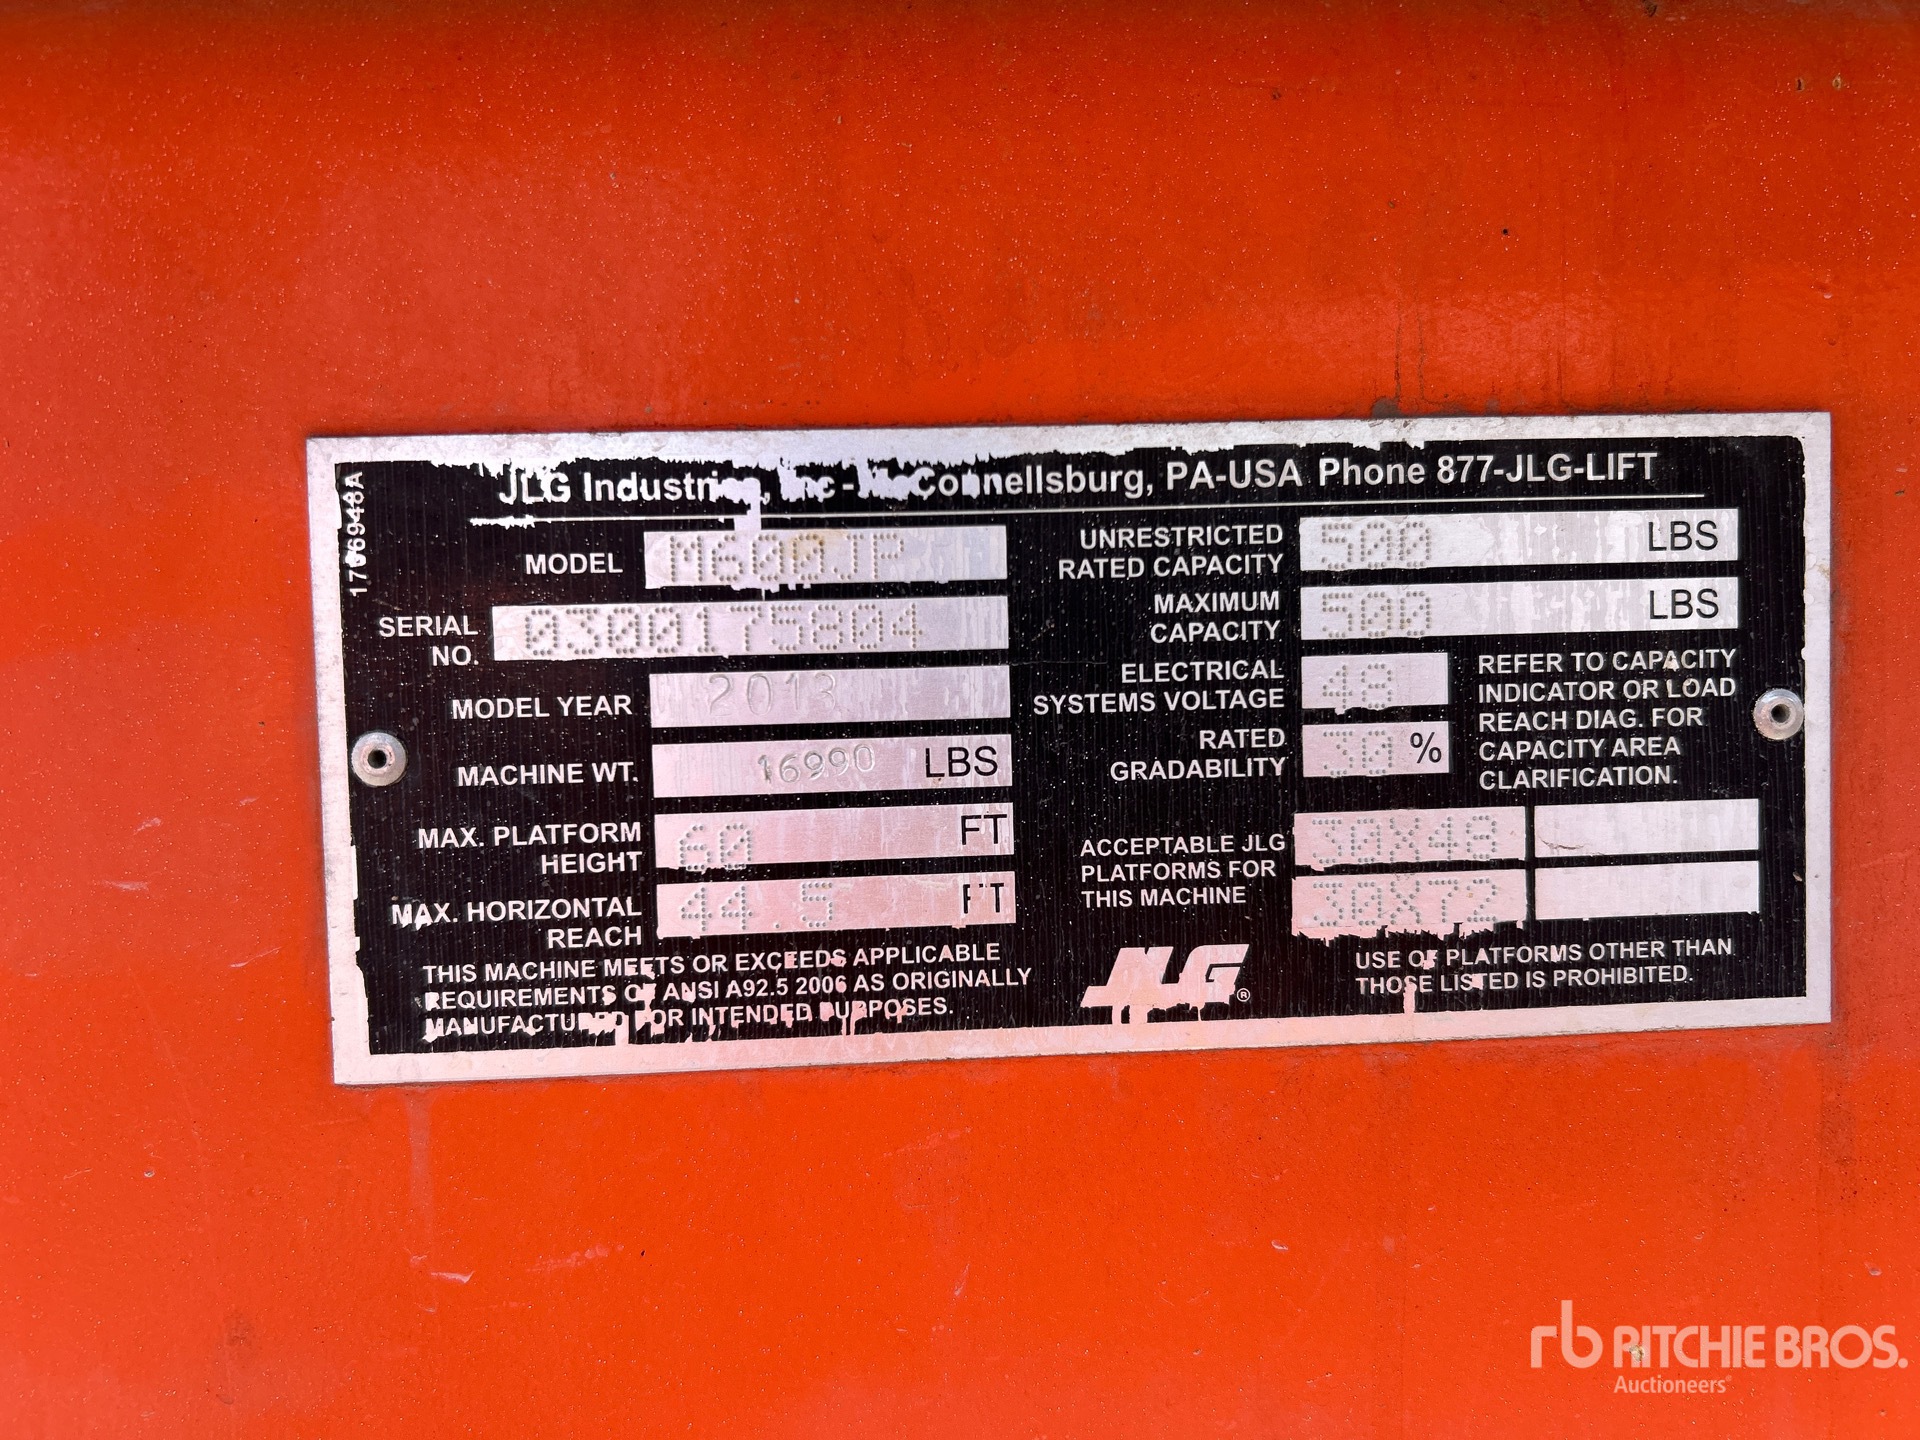 JLG Industries, Inc - McConnellsburg, PA-USA Phone 877-JLG-LIFT
1706948A
MODEL M600JP
SERIAL NO. 0300175804
MODEL YEAR 2013
MACHINE WT. 16990 LBS
MAX. PLATFORM HEIGHT 60 FT
MAX. HORIZONTAL REACH 44.5 FT
THIS MACHINE MEETS OR EXCEEDS APPLICABLE
REQUIREMENTS OF ANSI A92.5 2006 AS ORIGINALLY
MANUFACTURED FOR INTENDED PURPOSES.
UNRESTRICTED RATED CAPACITY 500 LBS
MAXIMUM CAPACITY 500 LBS
ELECTRICAL SYSTEMS VOLTAGE 48
RATED GRADABILITY 30 %
REFER TO CAPACITY
INDICATOR OR LOAD
REACH DIAG. FOR
CAPACITY AREA
CLARIFICATION.
ACCEPTABLE JLG
PLATFORMS FOR
THIS MACHINE
30X48
30X72
JLG®
USE OF PLATFORMS OTHER THAN
THOSE LISTED IS PROHIBITED.
rb RITCHIE BROS.
Auctioneers